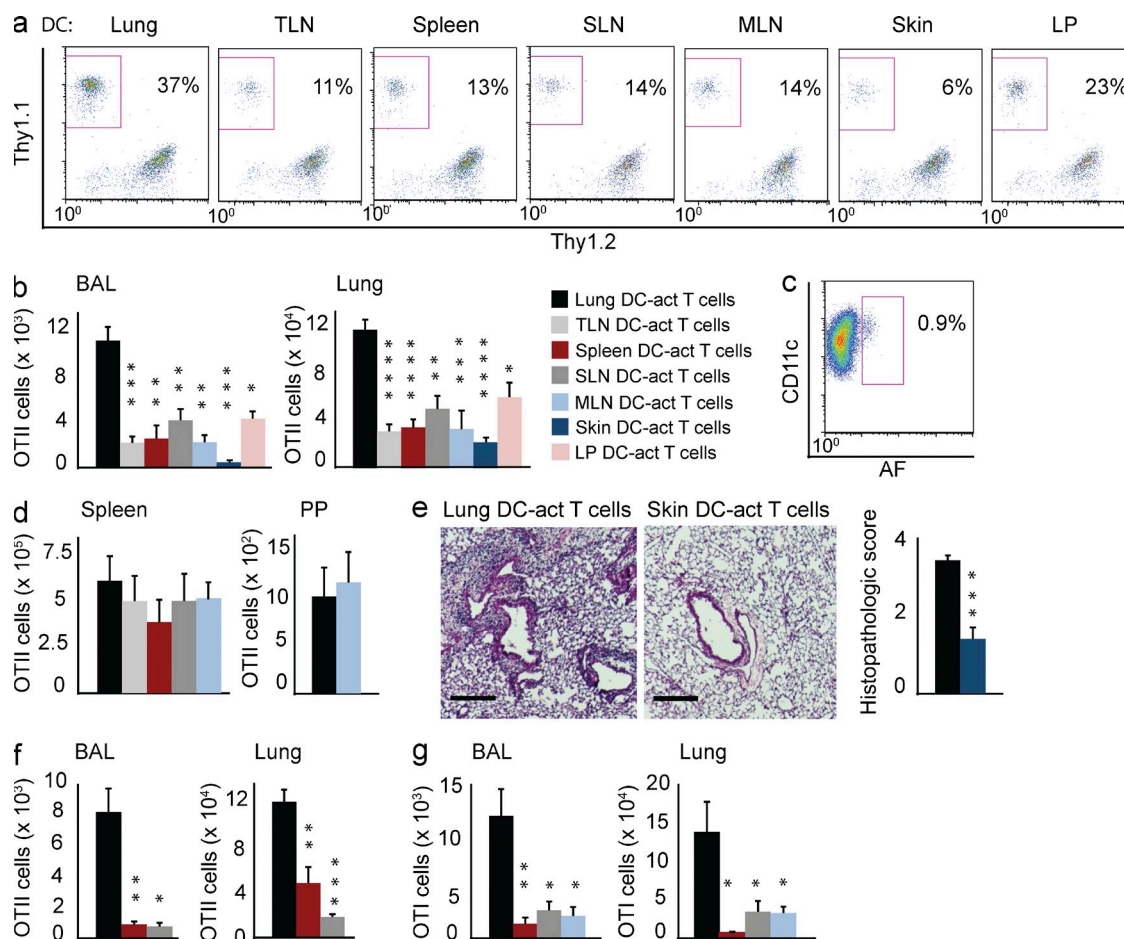 a DC: Lung TLN Spleen SLN MLN Skin LP
37% 11% 13% 14% 14% 6% 23%
Thy1.1
10⁰ 10⁰ 10⁰ 10⁰ 10⁰ 10⁰ 10⁰
Thy1.2
b BAL
OTII cells (x 10³)
12
8
4
0
*** ** ** ** *** *
Lung
OTII cells (x 10⁴)
12
8
4
0
**** **** ** *** **** *
Lung DC-act T cells
TLN DC-act T cells
Spleen DC-act T cells
SLN DC-act T cells
MLN DC-act T cells
Skin DC-act T cells
LP DC-act T cells
c
0.9%
CD11c
10⁰
AF
d Spleen
OTII cells (x 10⁵)
7.5
5
2.5
0
PP
OTII cells (x 10²)
15
10
5
0
e Lung DC-act T cells Skin DC-act T cells
Histopathologic score
4
2
0
***
f BAL
OTII cells (x 10³)
10
8
6
4
2
0
** *
Lung
OTII cells (x 10⁴)
12
8
4
0
** ***
g BAL
OTI cells (x 10³)
15
10
5
0
** * *
Lung
OTI cells (x 10⁴)
20
15
10
5
0
* * *